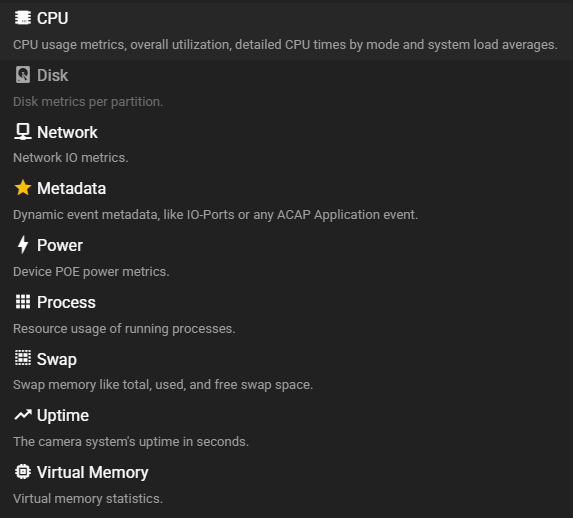 CPU
CPU usage metrics, overall utilization, detailed CPU times by mode and system load averages.
Disk
Disk metrics per partition.
Network
Network IO metrics.
Metadata
Dynamic event metadata, like IO-Ports or any ACAP Application event.
Power
Device POE power metrics.
Process
Resource usage of running processes.
Swap
Swap memory like total, used, and free swap space.
Uptime
The camera system's uptime in seconds.
Virtual Memory
Virtual memory statistics.